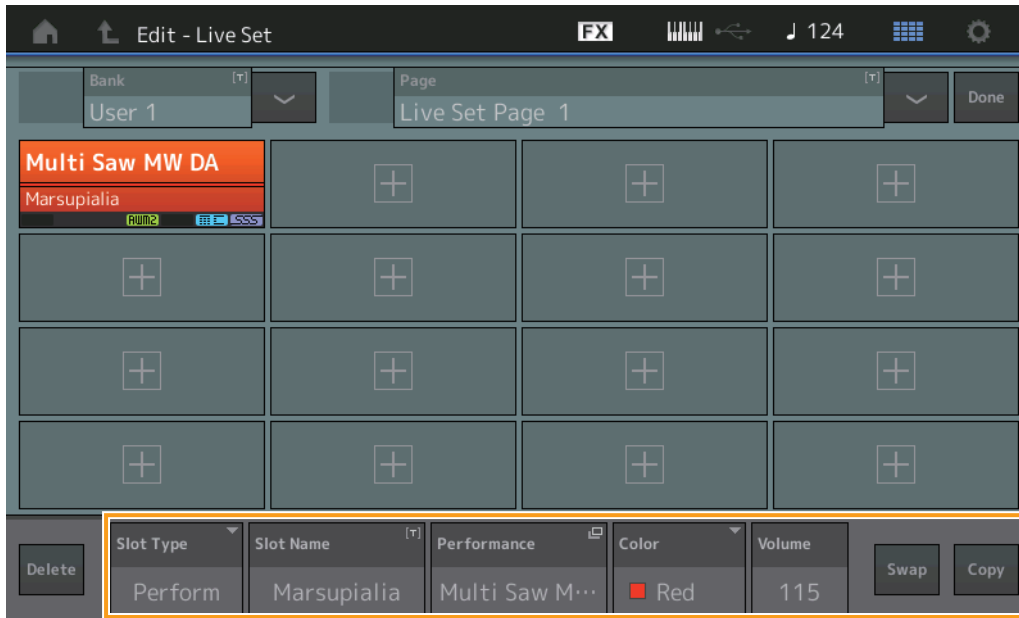 Edit - Live Set
FX
♩ 124
Bank
[T]
User 1
Page
[T]
Live Set Page 1
Done
Multi Saw MW DA
Marsupialia
AWM2
SSS
Delete
Slot Type
Perform
Slot Name
[T]
Marsupialia
Performance
Multi Saw M···
Color
Red
Volume
115
Swap
Copy